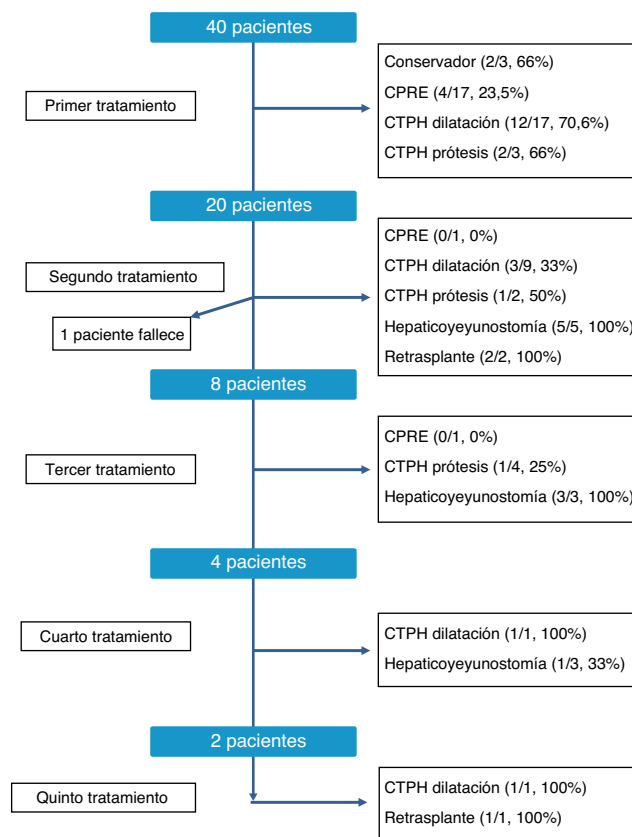 40 pacientes
Primer tratamiento
Conservador (2/3, 66%)
CPRE (4/17, 23,5%)
CTPH dilatación (12/17, 70,6%)
CTPH prótesis (2/3, 66%)
20 pacientes
Segundo tratamiento
1 paciente fallece
CPRE (0/1, 0%)
CTPH dilatación (3/9, 33%)
CTPH prótesis (1/2, 50%)
Hepaticoyeyunostomía (5/5, 100%)
Retrasplante (2/2, 100%)
8 pacientes
Tercer tratamiento
CPRE (0/1, 0%)
CTPH prótesis (1/4, 25%)
Hepaticoyeyunostomía (3/3, 100%)
4 pacientes
Cuarto tratamiento
CTPH dilatación (1/1, 100%)
Hepaticoyeyunostomía (1/3, 33%)
2 pacientes
Quinto tratamiento
CTPH dilatación (1/1, 100%)
Retrasplante (1/1, 100%)